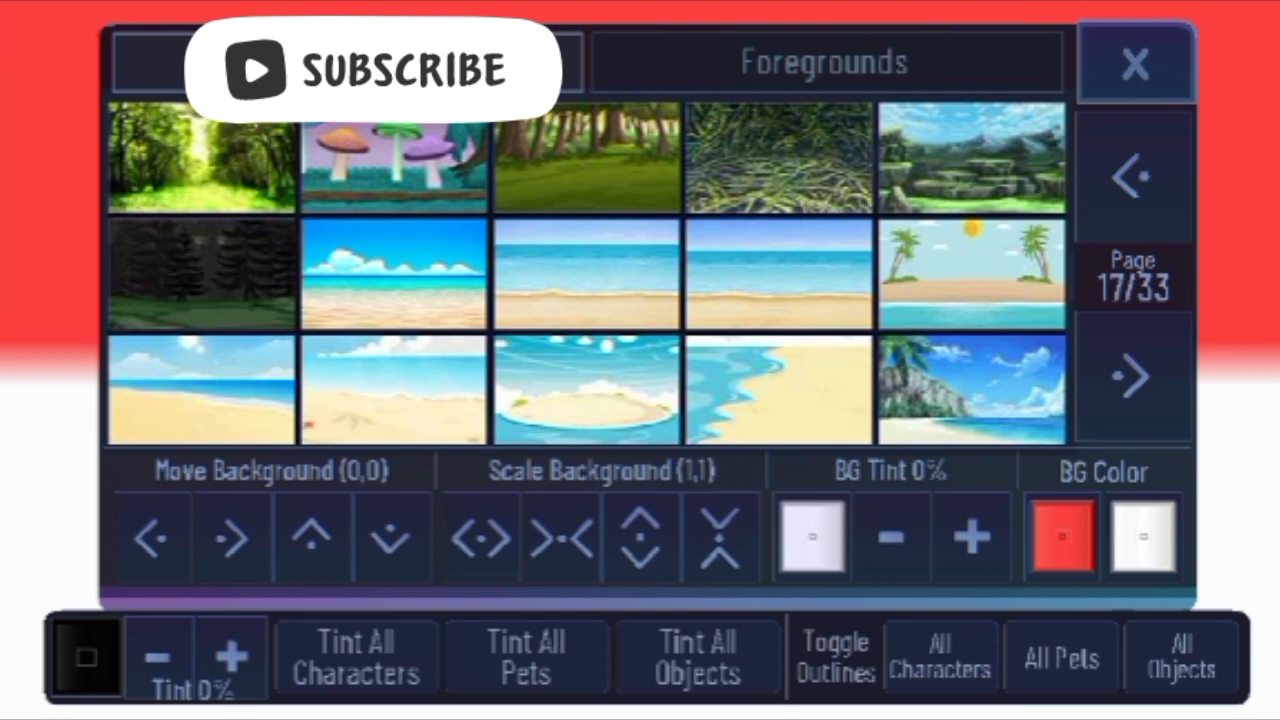 SUBSCRIBE
Foregrounds
X
Page
17/33
Move Background (0,0)
Scale Background (1,1)
BG Tint 0%
BG Color
Tint 0%
Tint All
Characters
Tint All
Pets
Tint All
Objects
Toggle
Outlines
All
Characters
All Pets
All
Objects